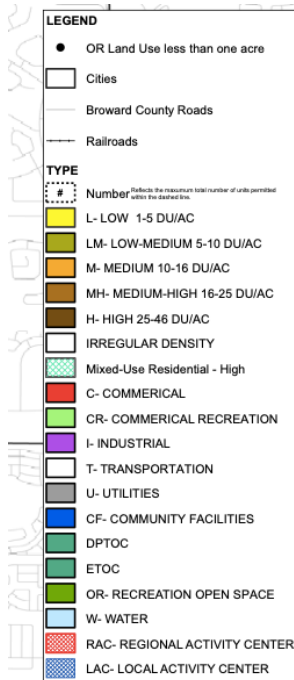 LEGEND
OR Land Use less than one acre
Cities
Broward County Roads
Railroads
TYPE
# Number Reflects the maxumum total number of units permitted
within the dashed line.
L- LOW 1-5 DU/AC
LM- LOW-MEDIUM 5-10 DU/AC
M- MEDIUM 10-16 DU/AC
MH- MEDIUM-HIGH 16-25 DU/AC
H- HIGH 25-46 DU/AC
IRREGULAR DENSITY
Mixed-Use Residential - High
C- COMMERICAL
CR- COMMERICAL RECREATION
I- INDUSTRIAL
T- TRANSPORTATION
U- UTILITIES
CF- COMMUNITY FACILITIES
DPTOC
ETOC
OR- RECREATION OPEN SPACE
W- WATER
RAC- REGIONAL ACTIVITY CENTER
LAC- LOCAL ACTIVITY CENTER